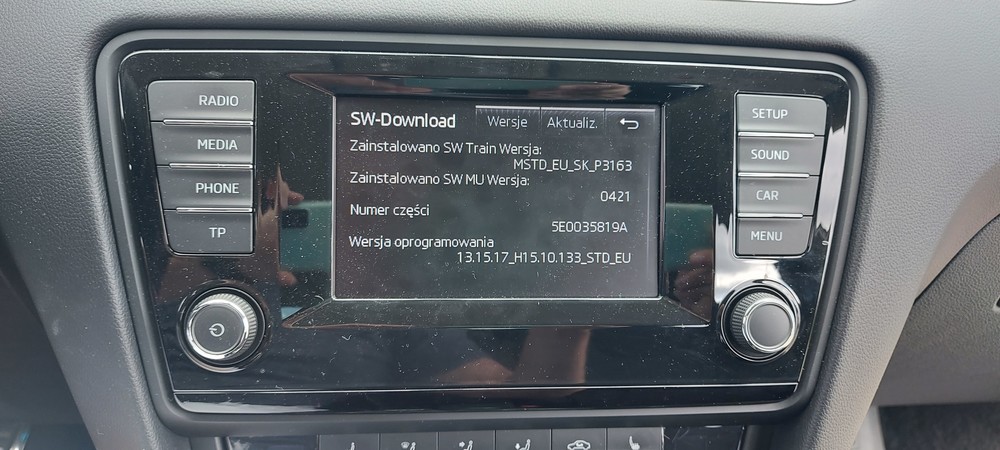 RADIO
MEDIA
PHONE
TP
SW-Download
Wersje
Aktualiz.
Zainstalowano SW Train Wersja:
MSTD_EU_SK_P3163
Zainstalowano SW MU Wersja:
0421
Numer części
5E0035819A
Wersja oprogramowania
13.15.17_H15.10.133_STD_EU
SETUP
SOUND
CAR
MENU